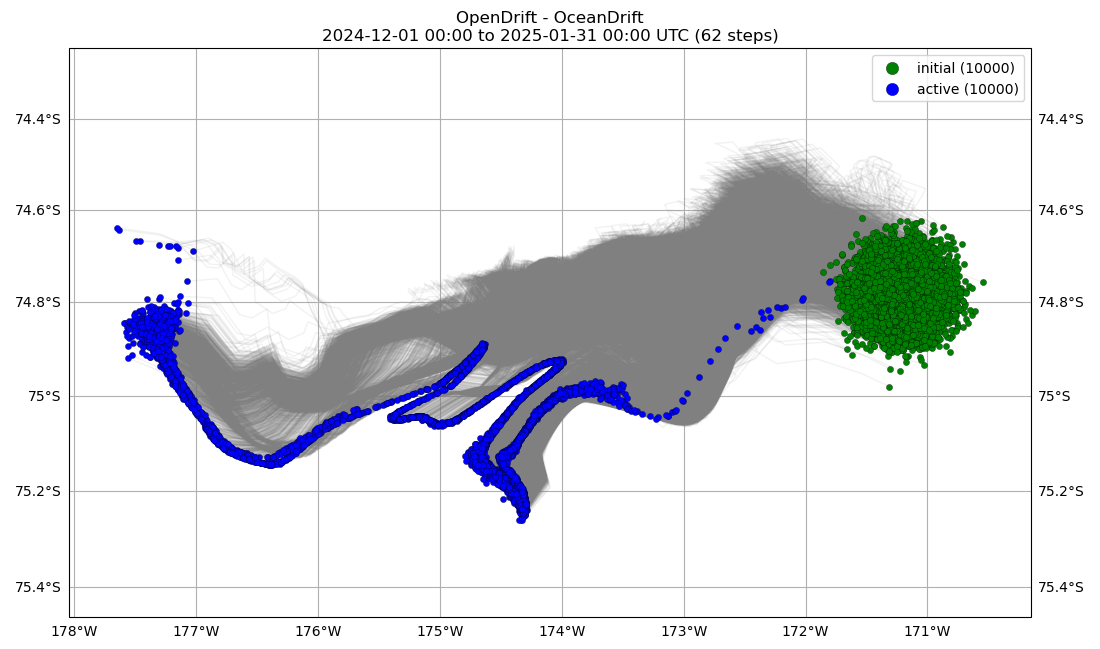 OpenDrift - OceanDrift
2024-12-01 00:00 to 2025-01-31 00:00 UTC (62 steps)
initial (10000)
active (10000)
74.4°S 74.4°S
74.6°S 74.6°S
74.8°S 74.8°S
75°S 75°S
75.2°S 75.2°S
75.4°S 75.4°S
178°W 177°W 176°W 175°W 174°W 173°W 172°W 171°W